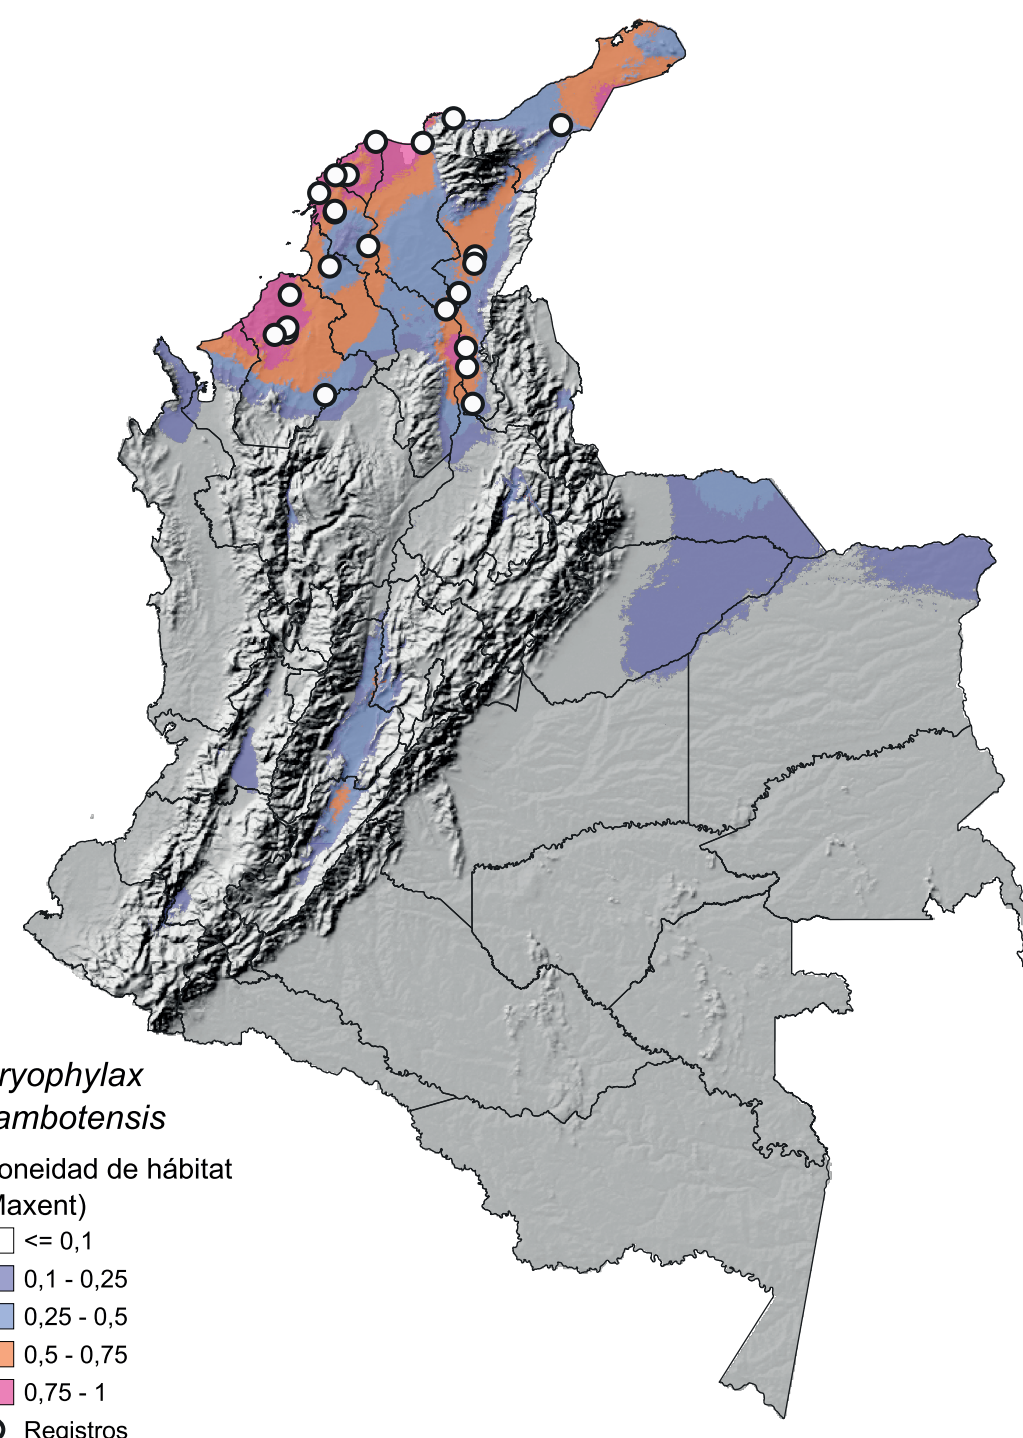 ryophylax
ambotensis
oneidad de hábitat
Maxent)
<= 0,1
0,1 - 0,25
0,25 - 0,5
0,5 - 0,75
0,75 - 1
Registros